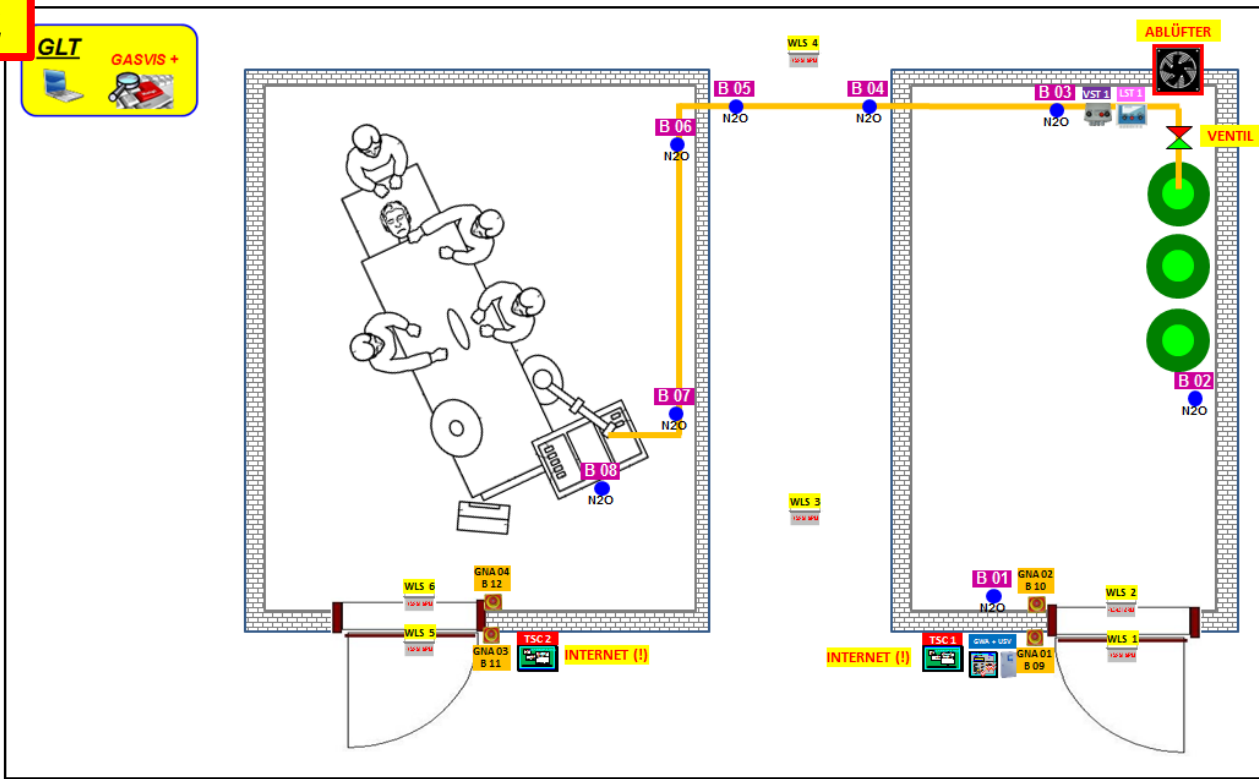 GLT
GASVIS +
WLS 4
ABLÜFTER
B 05
N2O
B 04
N2O
B 03
N2O
VST 1
LST 1
VENTIL
B 06
N2O
B 02
N2O
B 07
N2O
B 08
N2O
WLS 3
WLS 6
GNA 04
B 12
B 01
N2O
GNA 02
B 10
WLS 2
WLS 5
GNA 03
B 11
TSC 2
INTERNET (!)
INTERNET (!)
TSC 1
GWA + USV
GNA 01
B 09
WLS 1